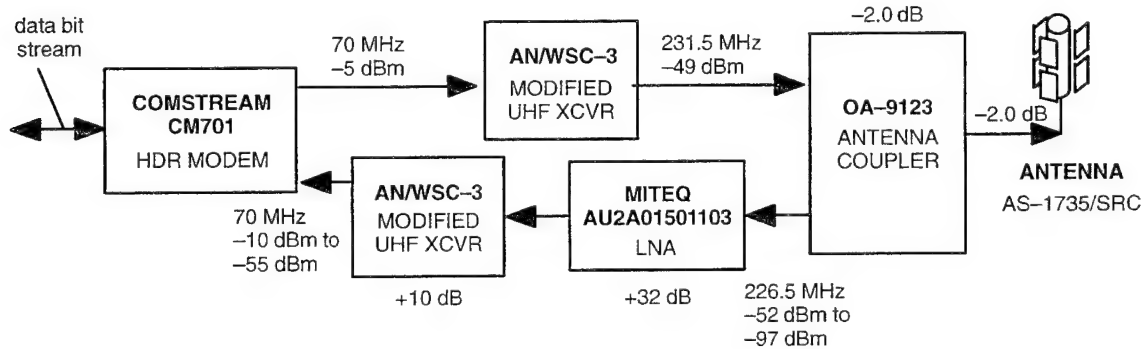 data bit
stream
COMSTREAM
CM701
HDR MODEM
70 MHz
–5 dBm
AN/WSC–3
MODIFIED
UHF XCVR
231.5 MHz
–49 dBm
–2.0 dB
OA–9123
ANTENNA
COUPLER
–2.0 dB
ANTENNA
AS–1735/SRC
70 MHz
–10 dBm to
–55 dBm
AN/WSC–3
MODIFIED
UHF XCVR
+10 dB
MITEQ
AU2A01501103
LNA
+32 dB
226.5 MHz
–52 dBm to
–97 dBm